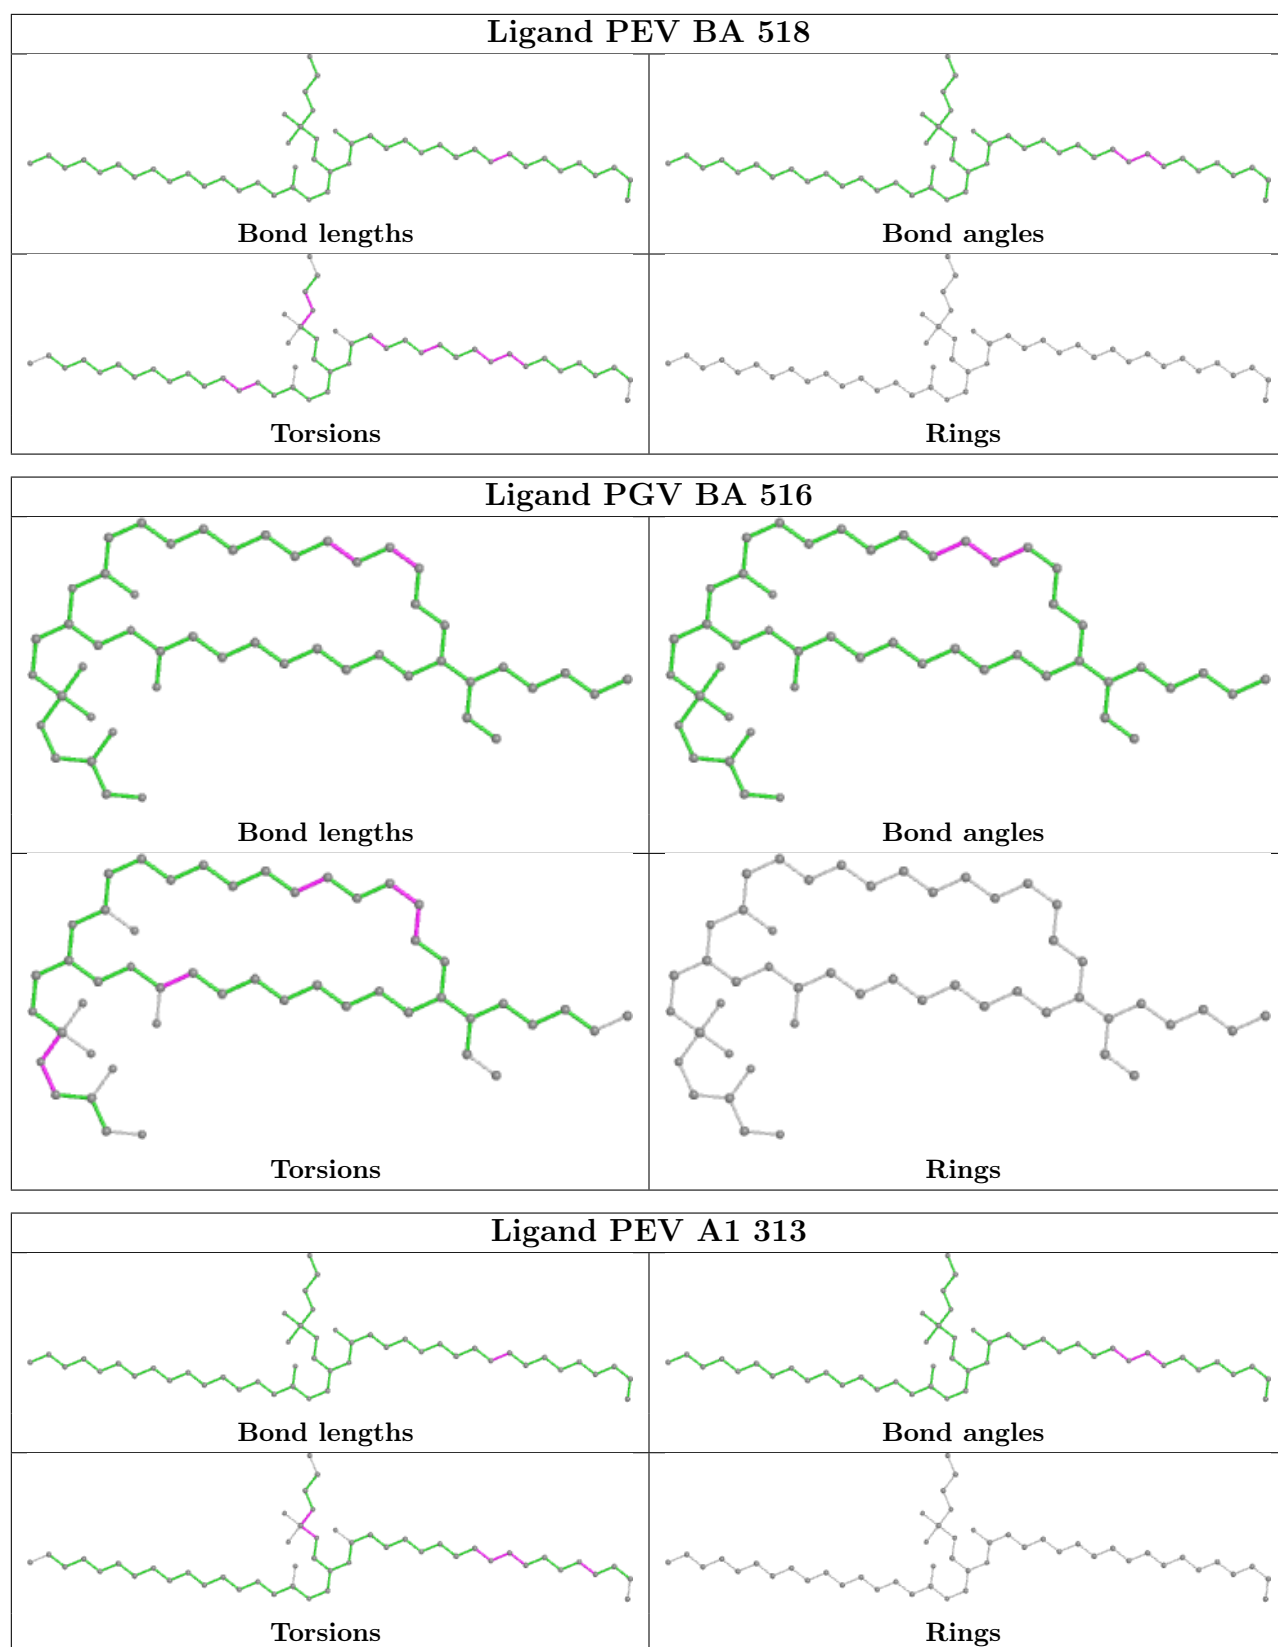 Ligand PEV BA 518
Bond lengths
Bond angles
Torsions
Rings
Ligand PGV BA 516
Bond lengths
Bond angles
Torsions
Rings
Ligand PEV A1 313
Bond lengths
Bond angles
Torsions
Rings